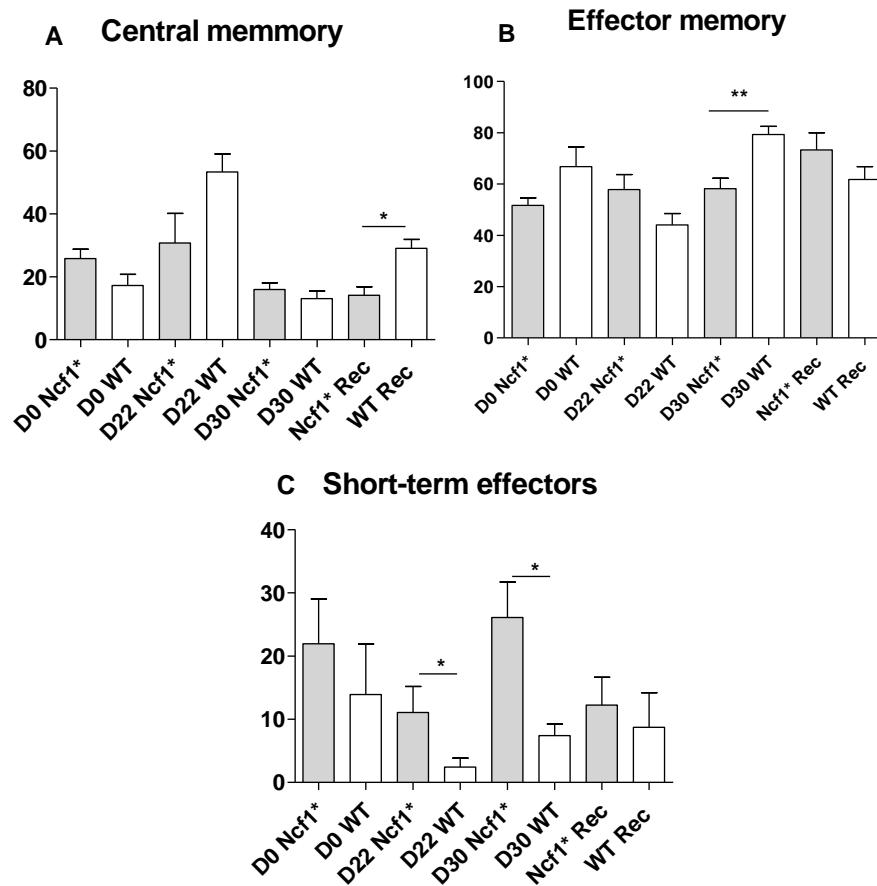 A Central memmory
80
60
40
20
0
*
D0 Ncf1*
D0 WT
D22 Ncf1*
D22 WT
D30 Ncf1*
D30 WT
Ncf1* Rec
WT Rec
B Effector memory
100
80
60
40
20
0
**
D0 Ncf1*
D0 WT
D22 Ncf1*
D22 WT
D30 Ncf1*
D30 WT
Ncf1* Rec
WT Rec
C Short-term effectors
40
30
20
10
0
*
*
D0 Ncf1*
D0 WT
D22 Ncf1*
D22 WT
D30 Ncf1*
D30 WT
Ncf1* Rec
WT Rec